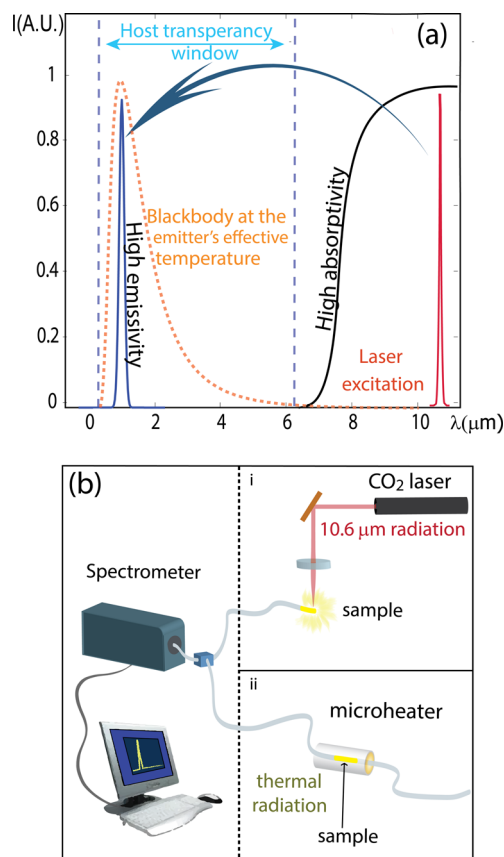 I(A.U.)
Host transperancy
window
(a)
1
0.8
0.6
0.4
0.2
0
Blackbody at the
emitter's effective
temperature
High emissivity
High absorptivity
Laser
excitation
0 2 4 6 8 10 λ(μm)
(b)
i
CO₂ laser
10.6 μm radiation
Spectrometer
sample
ii
microheater
thermal
radiation
sample